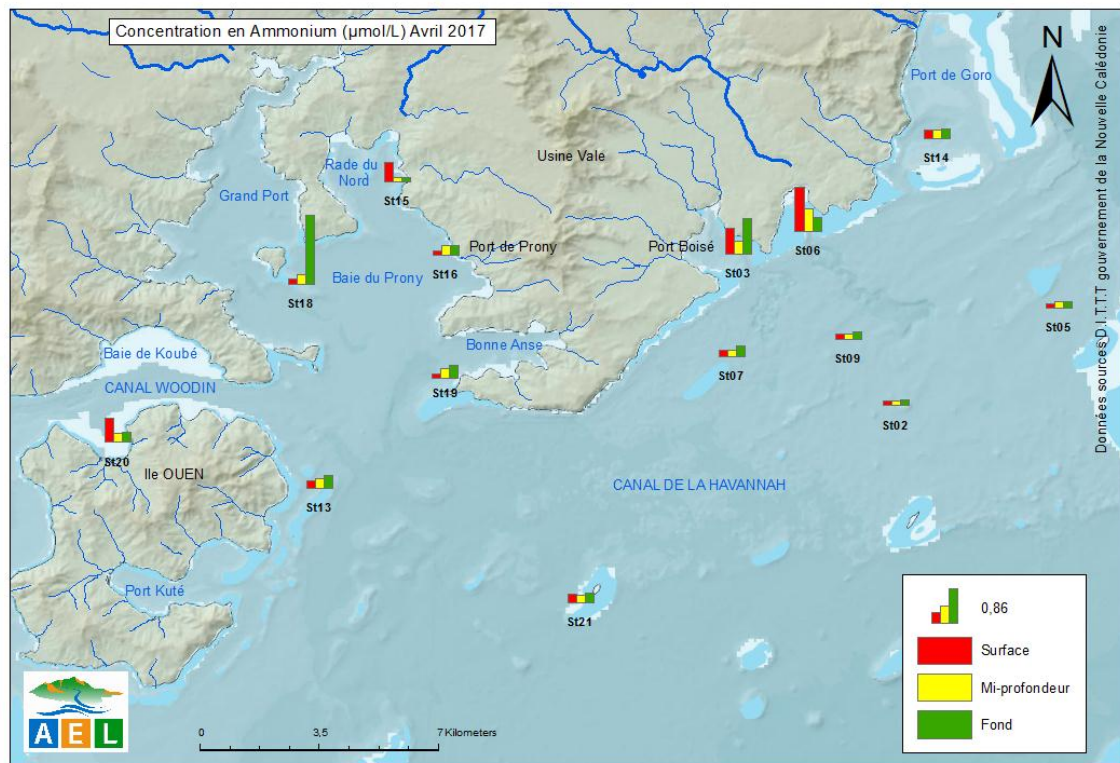 Concentration en Ammonium (µmol/L) Avril 2017
N
Port de Goro
St14
Données sources D.I.T.T.T gouvernement de la Nouvelle Calédonie
Usine Vale
Rade du
Nord
St15
Grand Port
Port de Prony
St16
Port Boisé
St03
St06
Baie du Prony
St18
St05
Baie de Koubé
Bonne Anse
St09
St07
CANAL WOODIN
St19
St02
St20
Ile OUEN
St13
CANAL DE LA HAVANNAH
Port Kuté
St21
0,86
Surface
Mi-profondeur
Fond
AEL
0 3,5 7 Kilometers